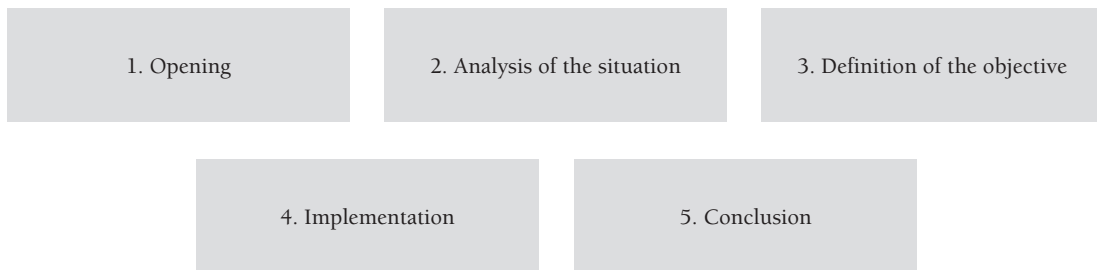 1. Opening
2. Analysis of the situation
3. Definition of the objective
4. Implementation
5. Conclusion